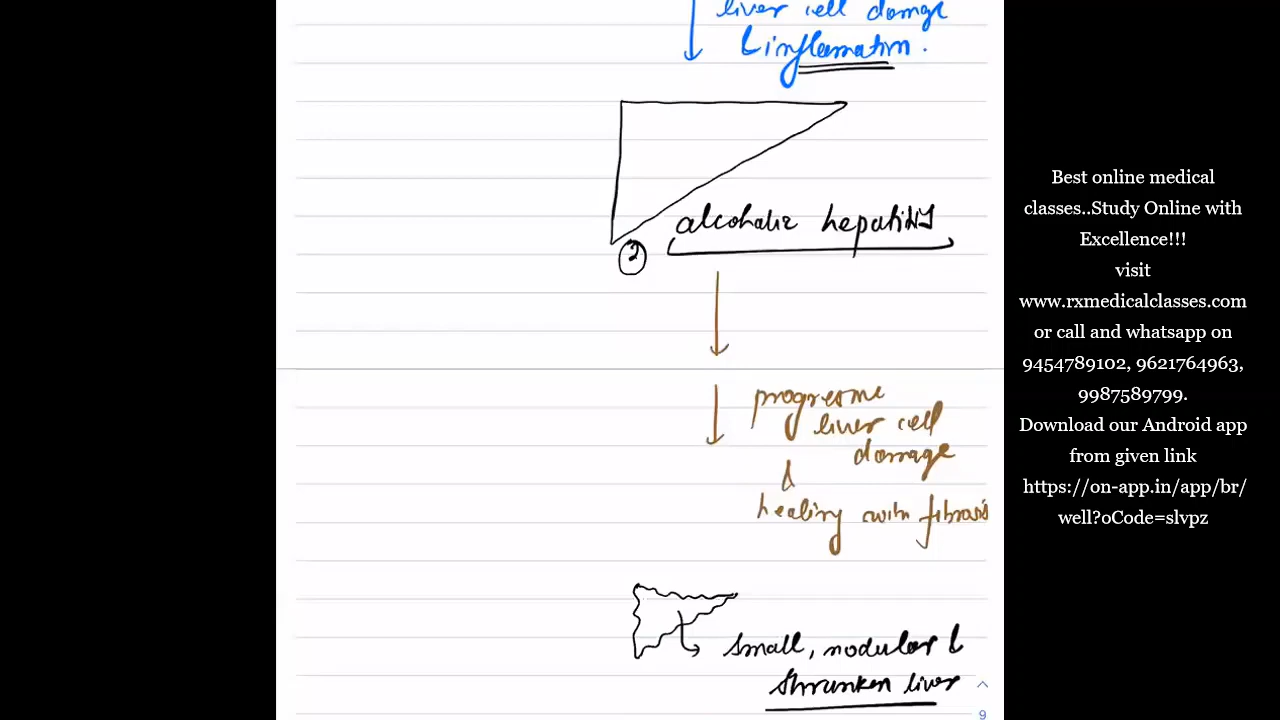 liver cell damage
& inflamation.
alcoholic hepatitis
2
progressive
liver cell
damage
&
healing with fibrosis
small, nodular &
shrunken liver
9
Best online medical
classes..Study Online with
Excellence!!!
visit
www.rxmedicalclasses.com
or call and whatsapp on
9454789102, 9621764963,
9987589799.
Download our Android app
from given link
https://on-app.in/app/br/
well?oCode=slvpz